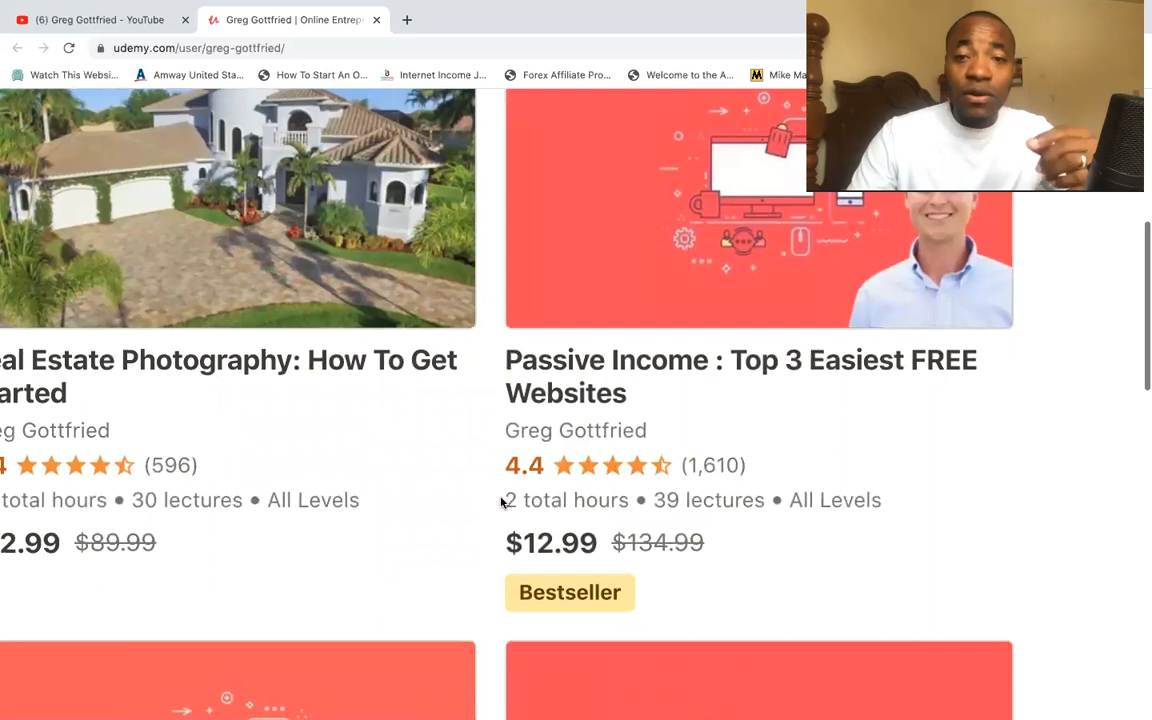 (6) Greg Gottfried - YouTube
Greg Gottfried | Online Entrep
udemy.com/user/greg-gottfried/
Watch This Websi...
Amway United Sta...
How To Start An O...
Internet Income J...
Forex Affiliate Pro...
Welcome to the A...
Mike Ma
eal Estate Photography: How To Get
arted
eg Gottfried
4 (596)
total hours • 30 lectures • All Levels
2.99 $89.99
Passive Income : Top 3 Easiest FREE
Websites
Greg Gottfried
4.4 (1,610)
2 total hours • 39 lectures • All Levels
$12.99 $134.99
Bestseller